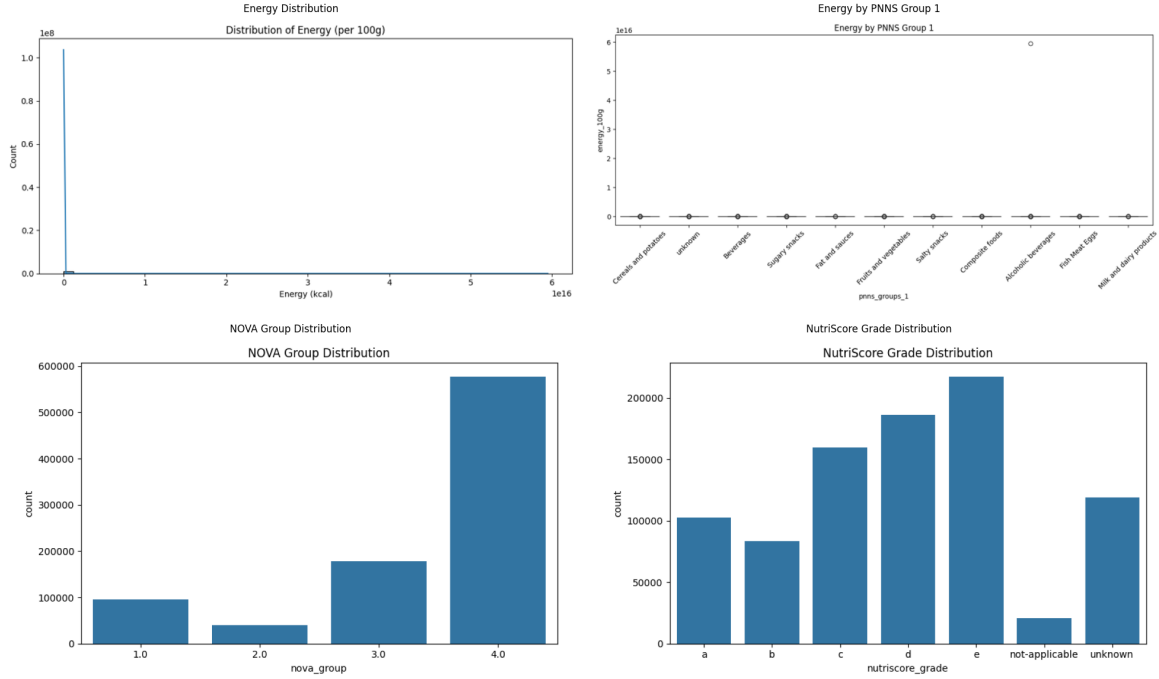 Energy Distribution
Distribution of Energy (per 100g)
1e8
1.0
0.8
0.6
0.4
0.2
0.0
Count
0
1
2
3
4
5
6
1e16
Energy (kcal)
Energy by PNNS Group 1
Energy by PNNS Group 1
1e16
6
5
4
3
2
1
0
energy_100g
Cereals and potatoes
unknown
Beverages
Sugary snacks
Fat and sauces
Fruits and vegetables
Salty snacks
Composite foods
Alcoholic beverages
Fish Meat Eggs
Milk and dairy products
pnns_groups_1
NOVA Group Distribution
NOVA Group Distribution
600000
500000
400000
300000
200000
100000
0
count
1.0
2.0
3.0
4.0
nova_group
NutriScore Grade Distribution
NutriScore Grade Distribution
200000
150000
100000
50000
0
count
a
b
c
d
e
not-applicable
unknown
nutriscore_grade